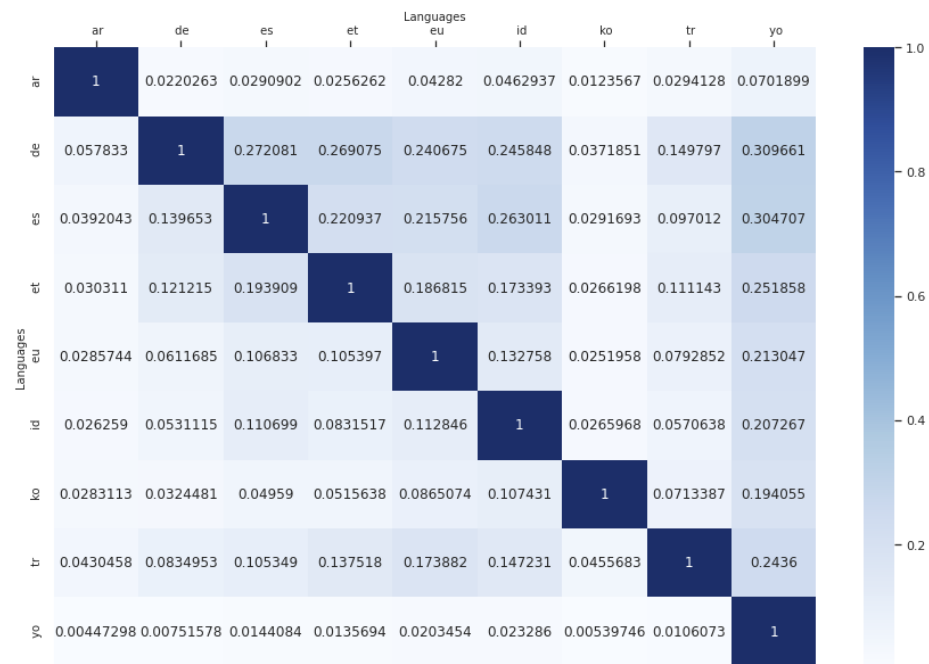 Languages
ar de es et eu id ko tr yo
ar 1 0.0220263 0.0290902 0.0256262 0.04282 0.0462937 0.0123567 0.0294128 0.0701899
de 0.057833 1 0.272081 0.269075 0.240675 0.245848 0.0371851 0.149797 0.309661
es 0.0392043 0.139653 1 0.220937 0.215756 0.263011 0.0291693 0.097012 0.304707
et 0.030311 0.121215 0.193909 1 0.186815 0.173393 0.0266198 0.111143 0.251858
Languages
eu 0.0285744 0.0611685 0.106833 0.105397 1 0.132758 0.0251958 0.0792852 0.213047
id 0.026259 0.0531115 0.110699 0.0831517 0.112846 1 0.0265968 0.0570638 0.207267
ko 0.0283113 0.0324481 0.04959 0.0515638 0.0865074 0.107431 1 0.0713387 0.194055
tr 0.0430458 0.0834953 0.105349 0.137518 0.173882 0.147231 0.0455683 1 0.2436
yo 0.00447298 0.00751578 0.0144084 0.0135694 0.0203454 0.023286 0.00539746 0.0106073 1
1.0
0.8
0.6
0.4
0.2